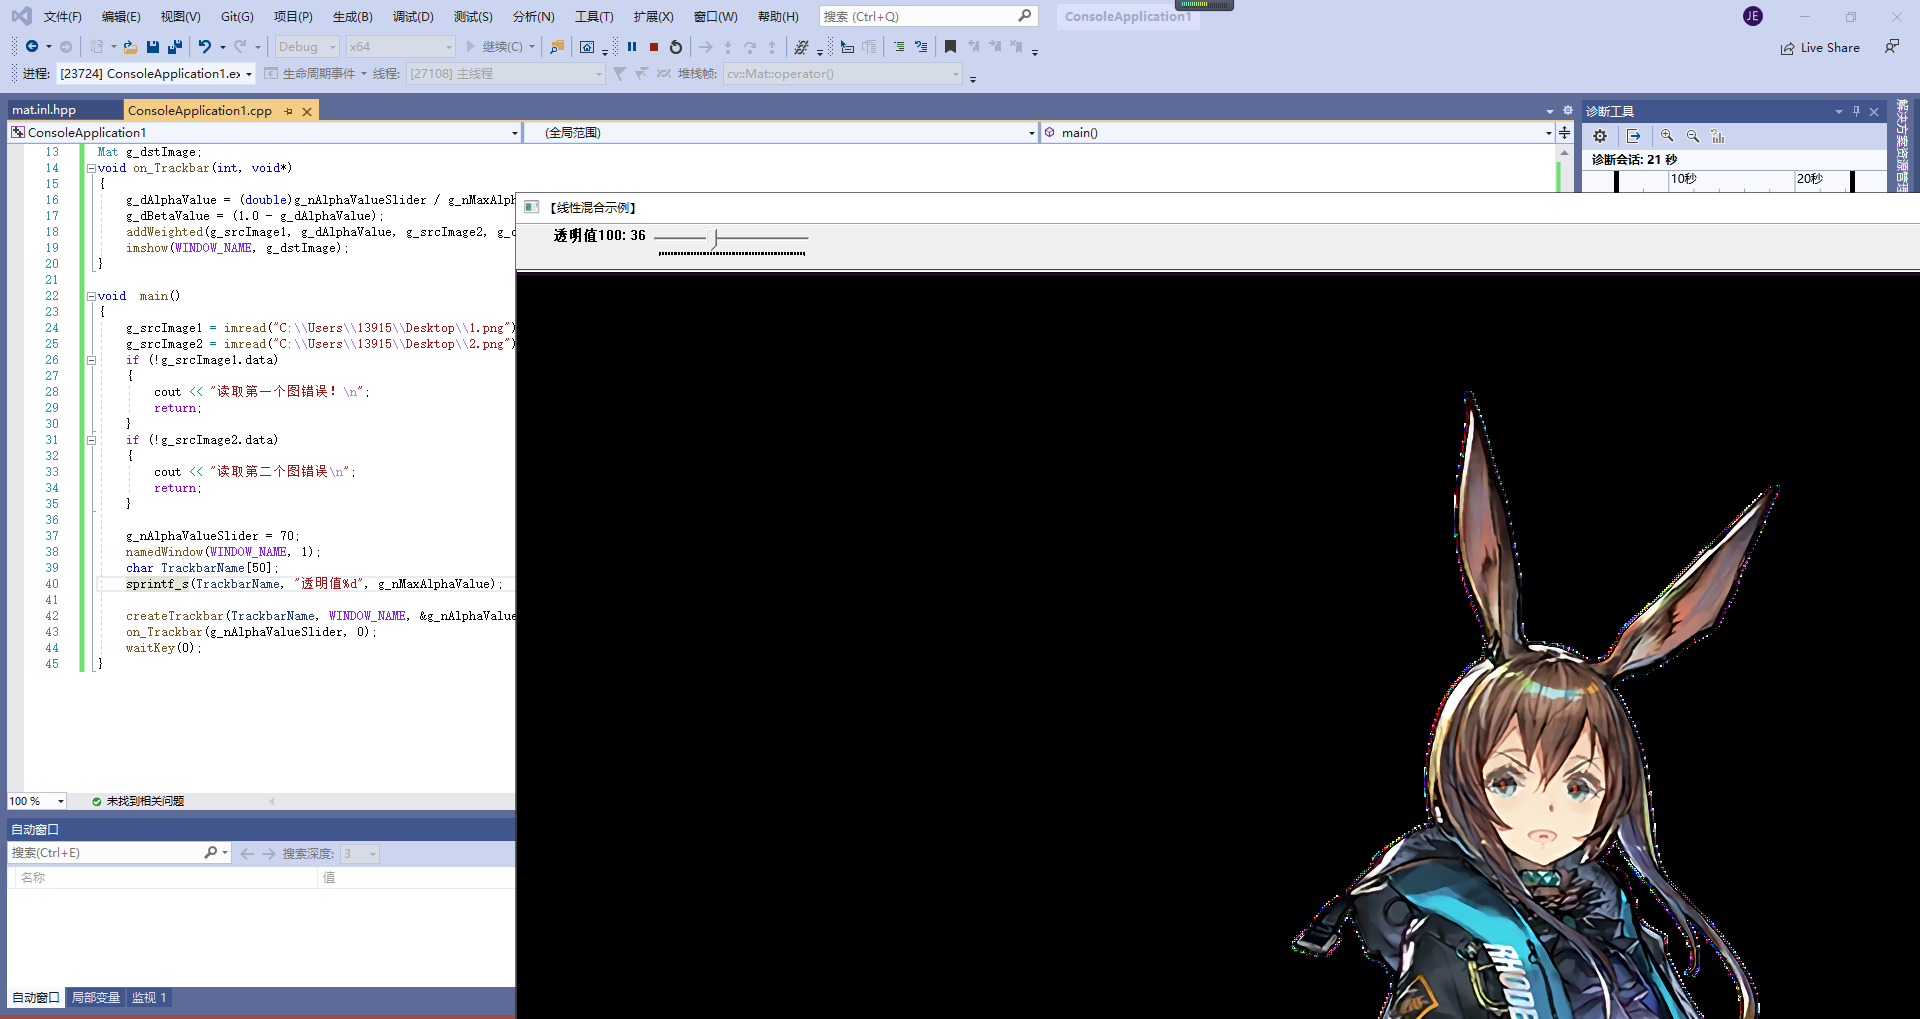 文件(F) 编辑(E) 视图(V) Git(G) 项目(P) 生成(B) 调试(D) 测试(S) 分析(N) 工具(T) 扩展(X) 窗口(W) 帮助(H) 搜索 (Ctrl+Q) ConsoleApplication1 JE
Debug x64 继续(C) Live Share
进程: [23724] ConsoleApplication1.ex 生命周期事件 线程: [27108] 主线程 堆栈帧: cv::Mat::operator()
mat.inl.hpp ConsoleApplication1.cpp
ConsoleApplication1 (全局范围) main()
13 Mat g_dstImage;
14 void on_Trackbar(int, void*)
15 {
16 g_dAlphaValue = (double)g_nAlphaValueSlider / g_nMaxAlph
17 g_dBetaValue = (1.0 - g_dAlphaValue);
18 addWeighted(g_srcImage1, g_dAlphaValue, g_srcImage2, g_d
19 imshow(WINDOW_NAME, g_dstImage);
20 }
21
22 void main()
23 {
24 g_srcImage1 = imread("C:\\Users\\13915\\Desktop\\1.png")
25 g_srcImage2 = imread("C:\\Users\\13915\\Desktop\\2.png")
26 if (!g_srcImage1.data)
27 {
28 cout << "读取第一个图错误！\n";
29 return;
30 }
31 if (!g_srcImage2.data)
32 {
33 cout << "读取第二个图错误\n";
34 return;
35 }
36
37 g_nAlphaValueSlider = 70;
38 namedWindow(WINDOW_NAME, 1);
39 char TrackbarName[50];
40 sprintf_s(TrackbarName, "透明值%d", g_nMaxAlphaValue);
41
42 createTrackbar(TrackbarName, WINDOW_NAME, &g_nAlphaValue
43 on_Trackbar(g_nAlphaValueSlider, 0);
44 waitKey(0);
45 }
100 % 未找到相关问题
自动窗口
搜索(Ctrl+E) 搜索深度: 3
名称 值
自动窗口 局部变量 监视 1
诊断工具
诊断会话: 21 秒
10秒 20秒
解决方案资源管理
【线性混合示例】
透明值100: 36
RHODE